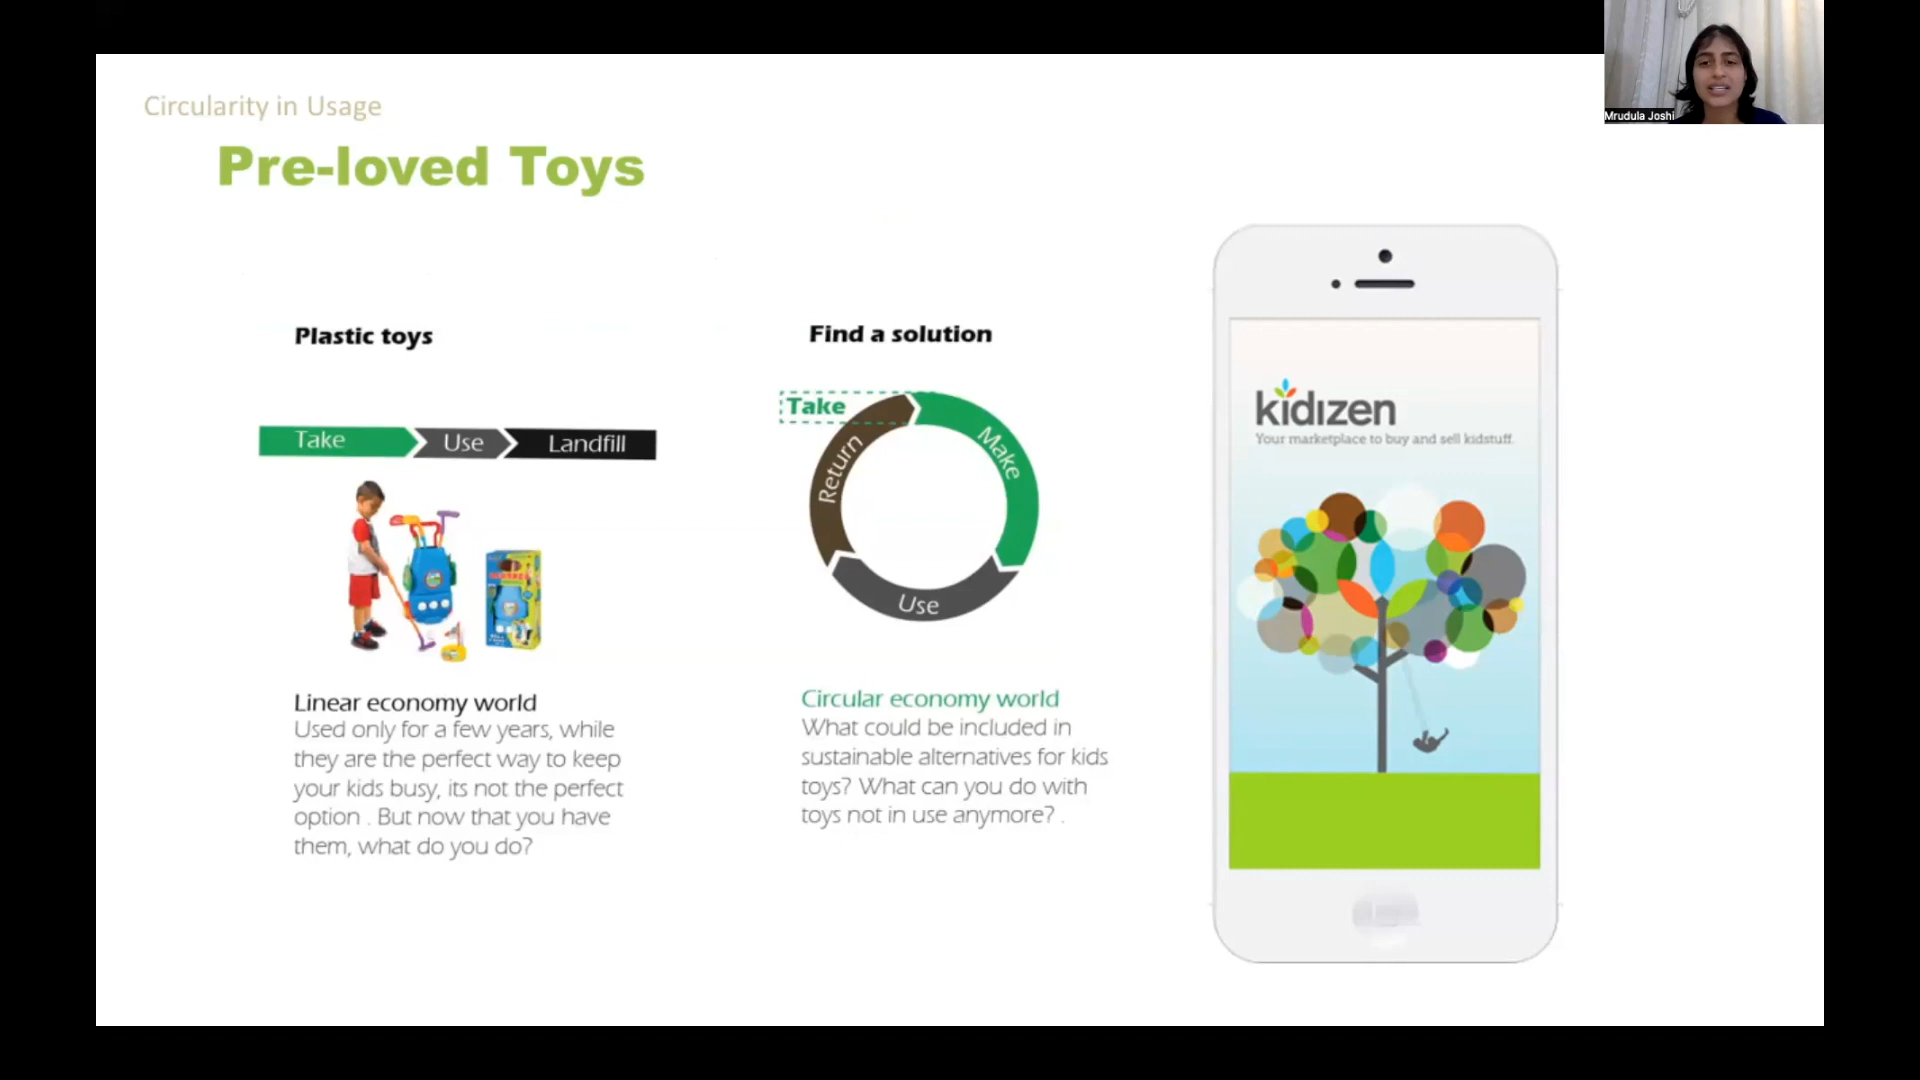 Circularity in Usage
Pre-loved Toys
Mrudula Joshi
Plastic toys
Take
Use
Landfill
Linear economy world
Used only for a few years, while
they are the perfect way to keep
your kids busy, its not the perfect
option . But now that you have
them, what do you do?
Find a solution
Take
Make
Use
Return
Circular economy world
What could be included in
sustainable alternatives for kids
toys? What can you do with
toys not in use anymore? .
kidizen
Your marketplace to buy and sell kidstuff.